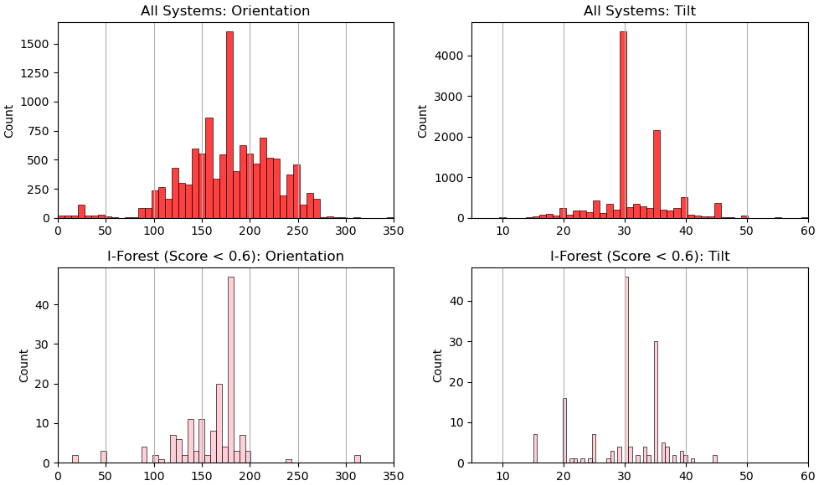 All Systems: Orientation
All Systems: Tilt
Count
1500
1250
1000
750
500
250
0
0 50 100 150 200 250 300 350
Count
4000
3000
2000
1000
0
10 20 30 40 50 60
I-Forest (Score < 0.6): Orientation
I-Forest (Score < 0.6): Tilt
Count
40
30
20
10
0
0 50 100 150 200 250 300 350
Count
40
30
20
10
0
10 20 30 40 50 60